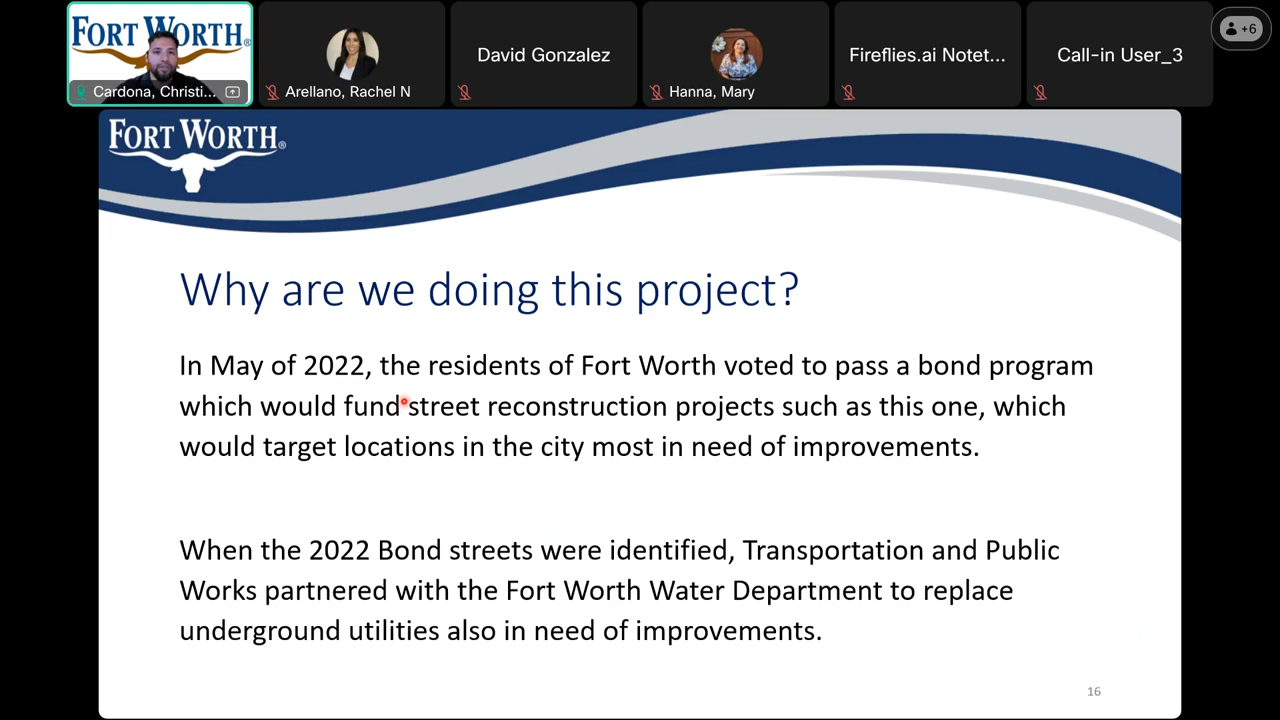 FORT WORTH®
Cardona, Christi...
Arellano, Rachel N
David Gonzalez
Hanna, Mary
Fireflies.ai Notet...
Call-in User_3
+6
FORT WORTH®
Why are we doing this project?
In May of 2022, the residents of Fort Worth voted to pass a bond program
which would fund street reconstruction projects such as this one, which
would target locations in the city most in need of improvements.
When the 2022 Bond streets were identified, Transportation and Public
Works partnered with the Fort Worth Water Department to replace
underground utilities also in need of improvements.
16